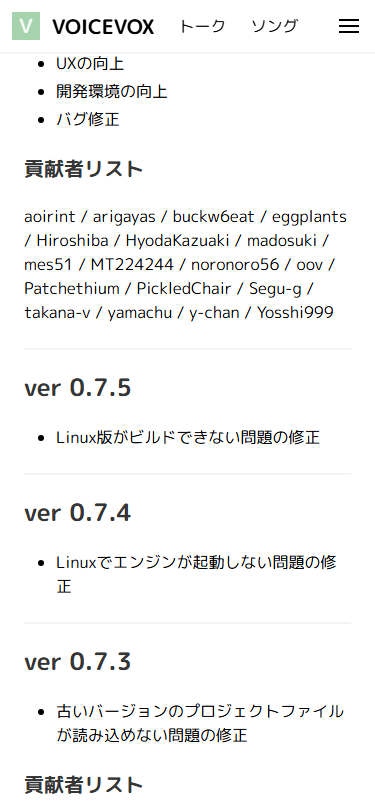 V VOICEVOX トーク ソング
UXの向上
開発環境の向上
バグ修正
貢献者リスト
aoirint / arigayas / buckw6eat / eggplants
/ Hiroshiba / HyodaKazuaki / madosuki /
mes51 / MT224244 / noronoro56 / oov /
Patchethium / PickledChair / Segu-g /
takana-v / yamachu / y-chan / Yosshi999
ver 0.7.5
Linux版がビルドできない問題の修正
ver 0.7.4
Linuxでエンジンが起動しない問題の修
正
ver 0.7.3
古いバージョンのプロジェクトファイル
が読み込めない問題の修正
貢献者リスト